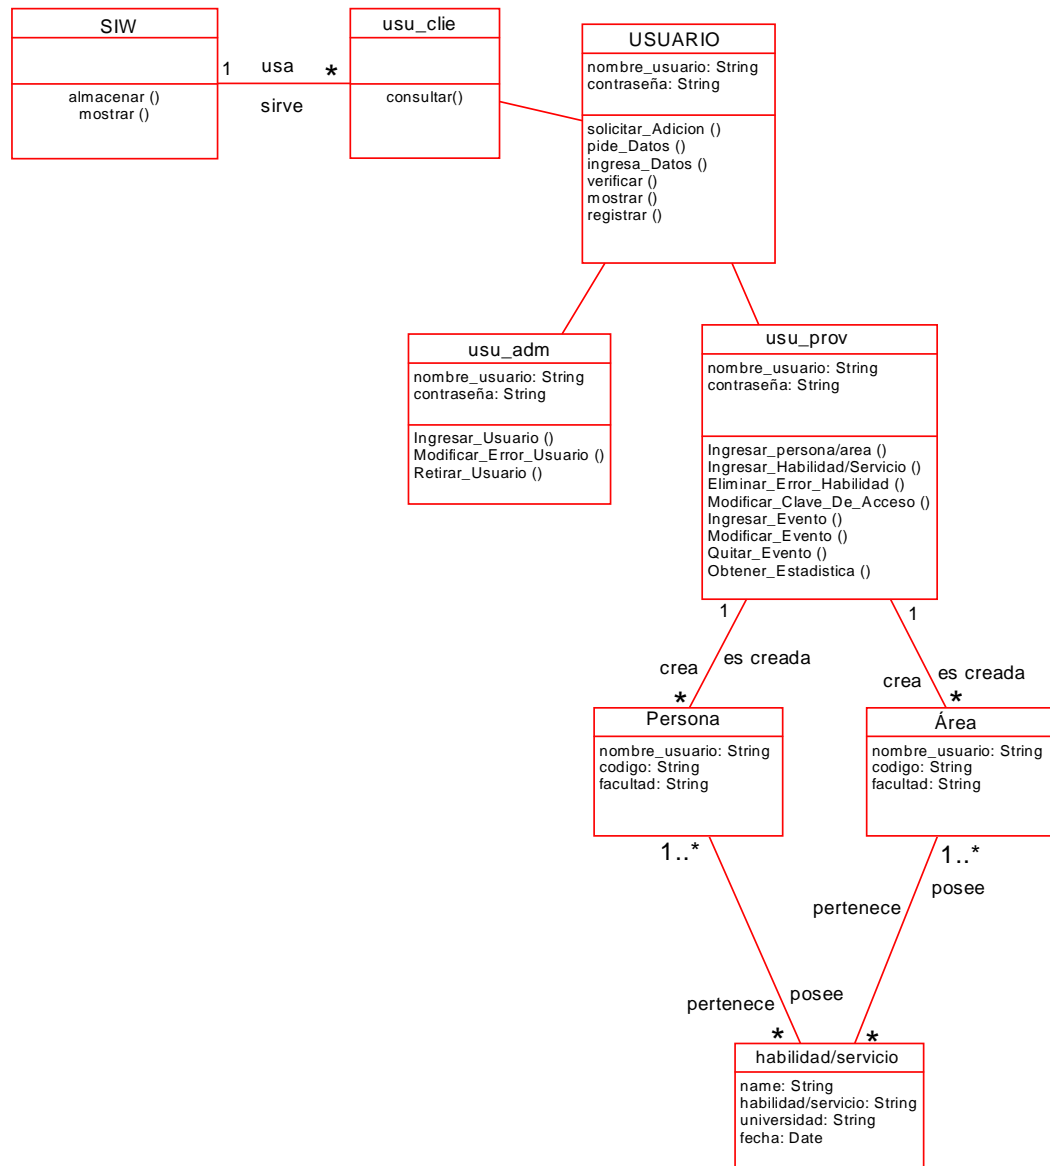 SIW
almacenar ()
mostrar ()
1
usa
*
sirve
usu_clie
consultar()
USUARIO
nombre_usuario: String
contraseña: String
solicitar_Adicion ()
pide_Datos ()
ingresa_Datos ()
verificar ()
mostrar ()
registrar ()
usu_adm
nombre_usuario: String
contraseña: String
Ingresar_Usuario ()
Modificar_Error_Usuario ()
Retirar_Usuario ()
usu_prov
nombre_usuario: String
contraseña: String
Ingresar_persona/area ()
Ingresar_Habilidad/Servicio ()
Eliminar_Error_Habilidad ()
Modificar_Clave_De_Acceso ()
Ingresar_Evento ()
Modificar_Evento ()
Quitar_Evento ()
Obtener_Estadistica ()
1
crea
es creada
*
1
crea
es creada
*
Persona
nombre_usuario: String
codigo: String
facultad: String
Área
nombre_usuario: String
codigo: String
facultad: String
1..*
pertenece
posee
*
1..*
posee
pertenece
*
habilidad/servicio
name: String
habilidad/servicio: String
universidad: String
fecha: Date